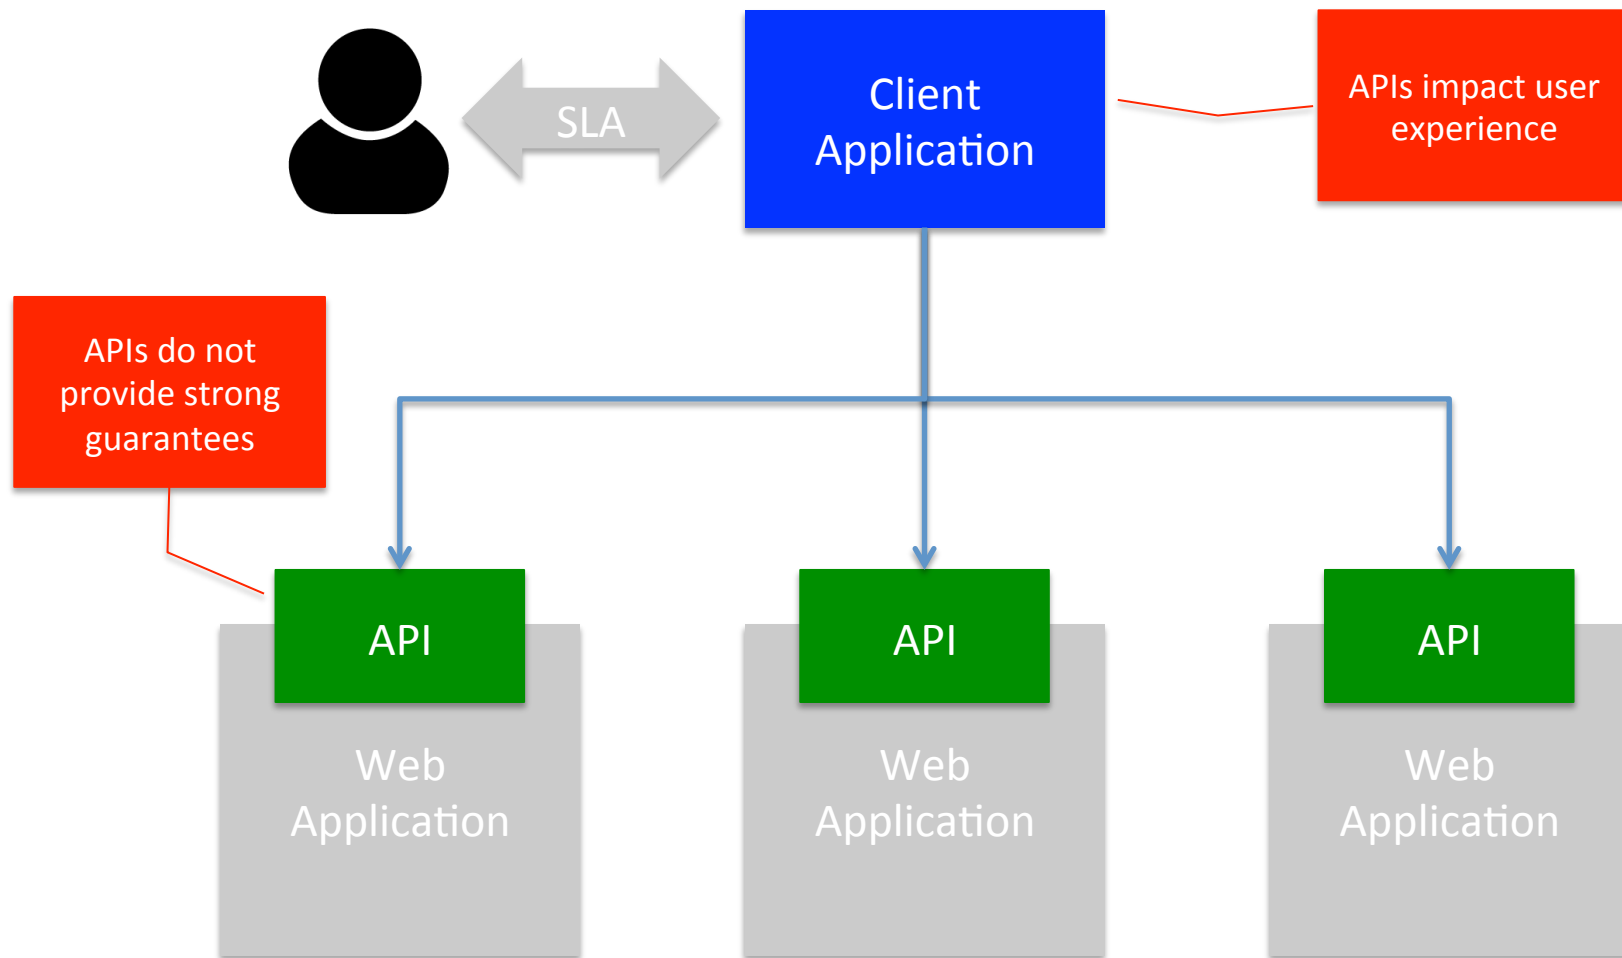 SLA
Client
Application
APIs impact user
experience
APIs do not
provide strong
guarantees
API
API
API
Web
Application
Web
Application
Web
Application